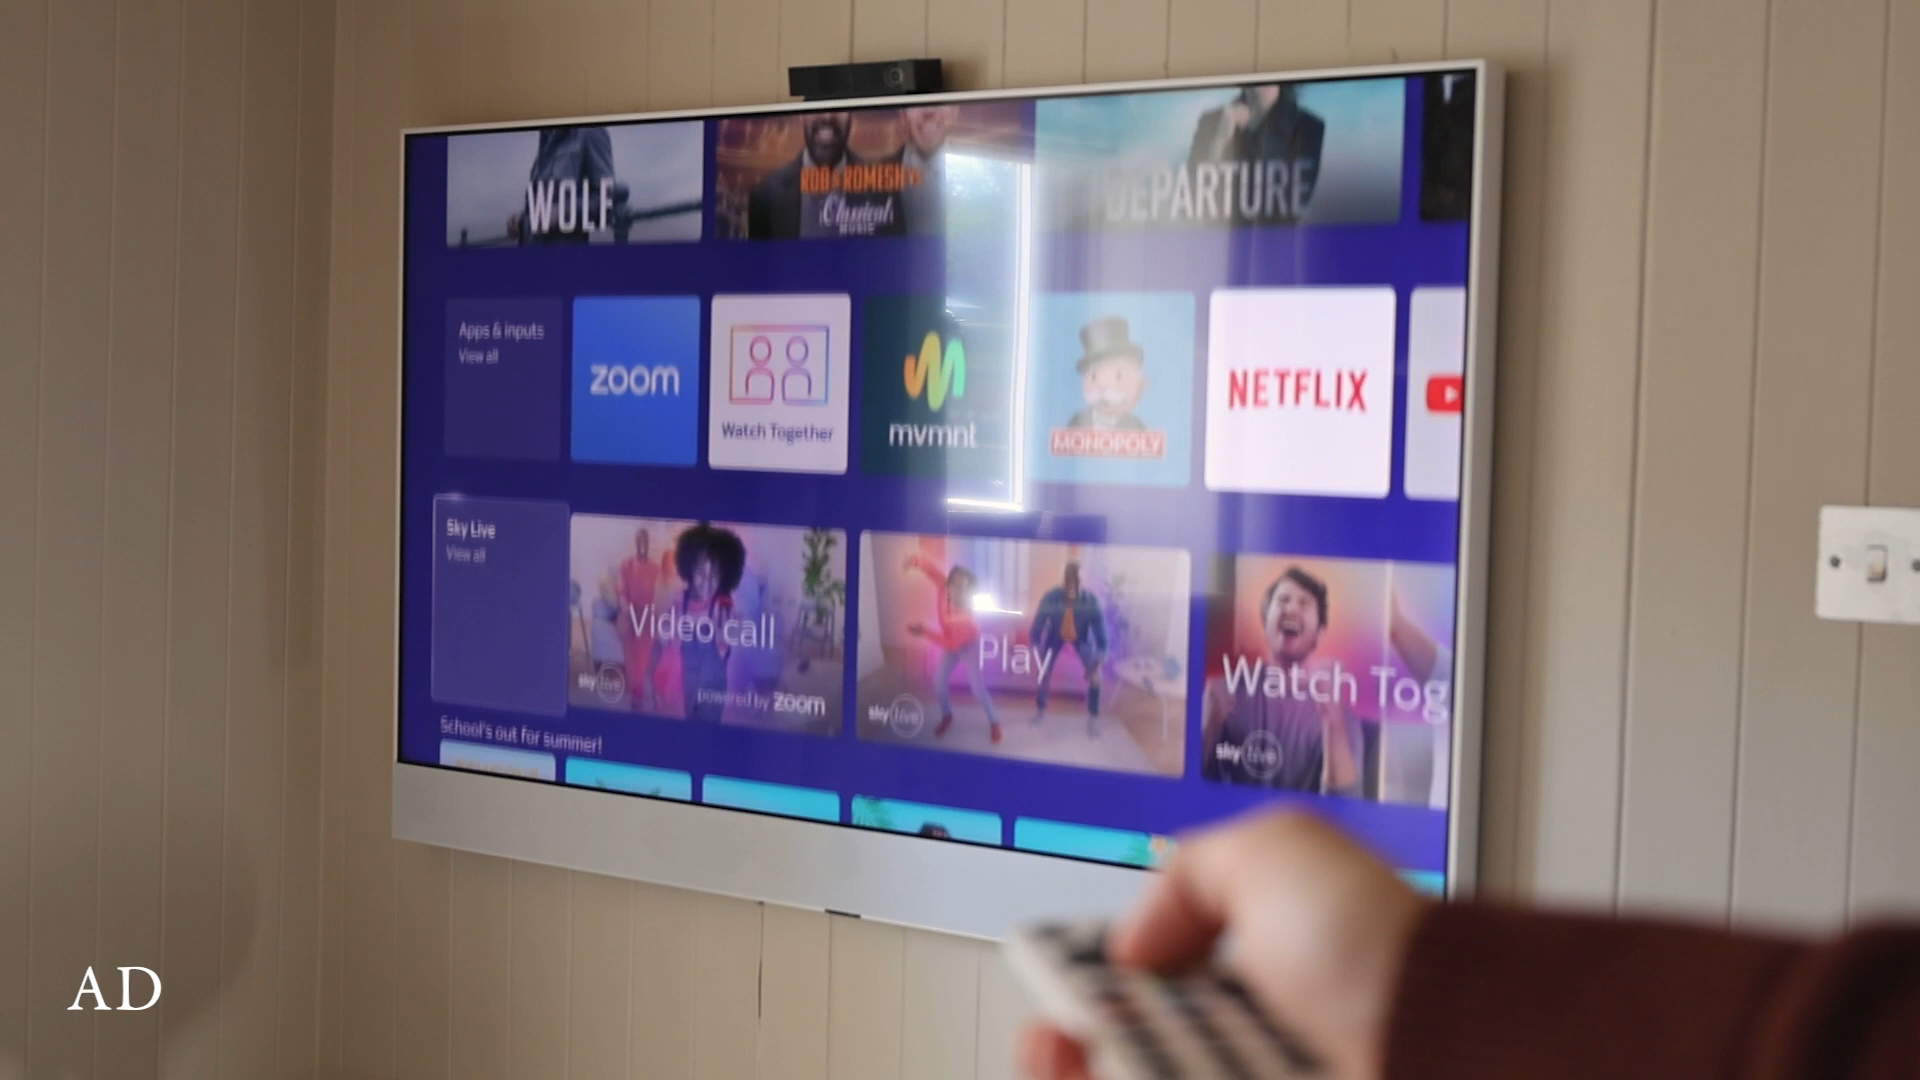 WOLF
ROB & ROMESH vs
Classical
MUSIC
DEPARTURE
Apps & inputs
View all
zoom
Watch Together
mvmnt
MONOPOLY
NETFLIX
Sky Live
View all
Video call
sky live
powered by zoom
Play
sky live
Watch Tog
sky live
School's out for summer!
AD